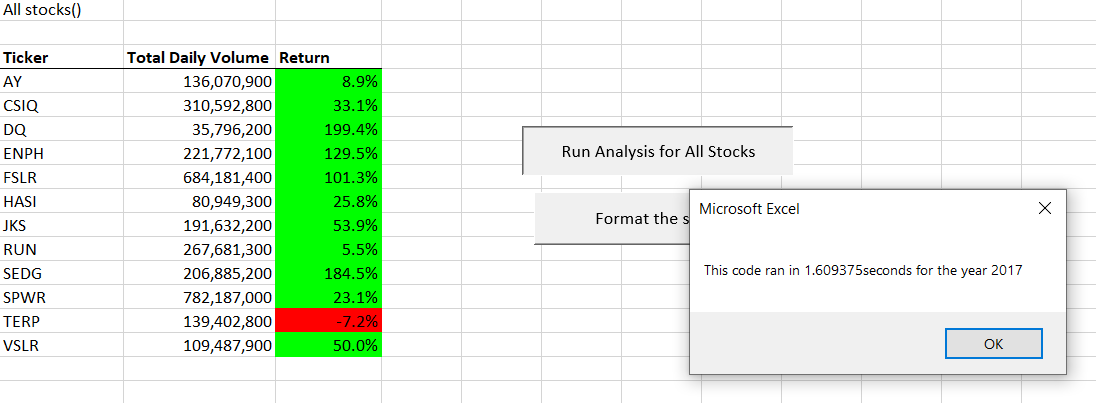 All stocks()
Ticker Total Daily Volume Return
AY 136,070,900 8.9%
CSIQ 310,592,800 33.1%
DQ 35,796,200 199.4%
ENPH 221,772,100 129.5%
FSLR 684,181,400 101.3%
HASI 80,949,300 25.8%
JKS 191,632,200 53.9%
RUN 267,681,300 5.5%
SEDG 206,885,200 184.5%
SPWR 782,187,000 23.1%
TERP 139,402,800 -7.2%
VSLR 109,487,900 50.0%
Run Analysis for All Stocks
Format the s
Microsoft Excel
This code ran in 1.609375seconds for the year 2017
OK